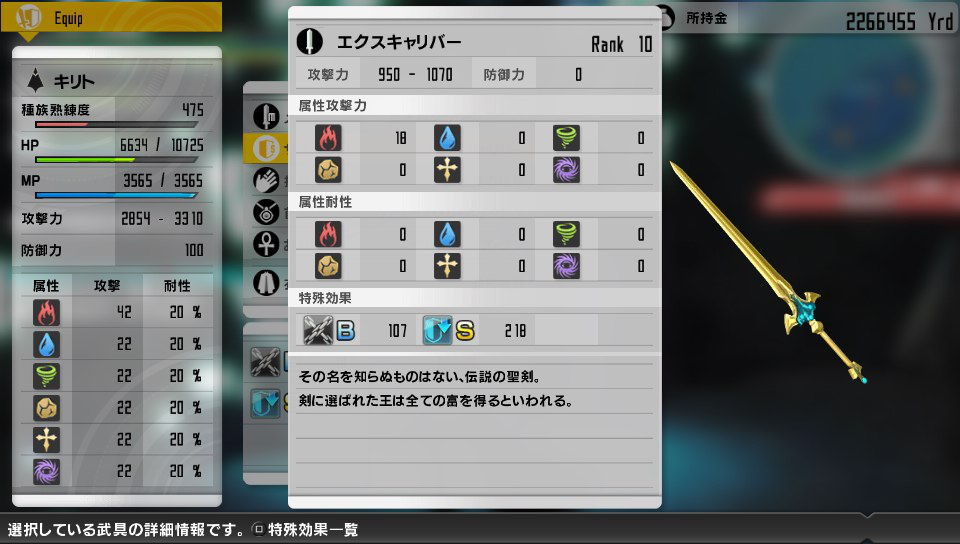 Equip
所持金 2266455 Yrd
キリト
種族熟練度 475
HP 6634 / 10725
MP 3565 / 3565
攻撃力 2854 - 3310
防御力 100
属性 攻撃 耐性
42 20 %
22 20 %
22 20 %
22 20 %
22 20 %
22 20 %
エクスキャリバー Rank 10
攻撃力 950 - 1070 防御力 0
属性攻撃力
18 0 0
0 0 0
属性耐性
0 0 0
0 0 0
特殊効果
B 107 S 218
その名を知らぬものはない、伝説の聖剣。
剣に選ばれた王は全ての富を得るといわれる。
選択している武具の詳細情報です。 特殊効果一覧